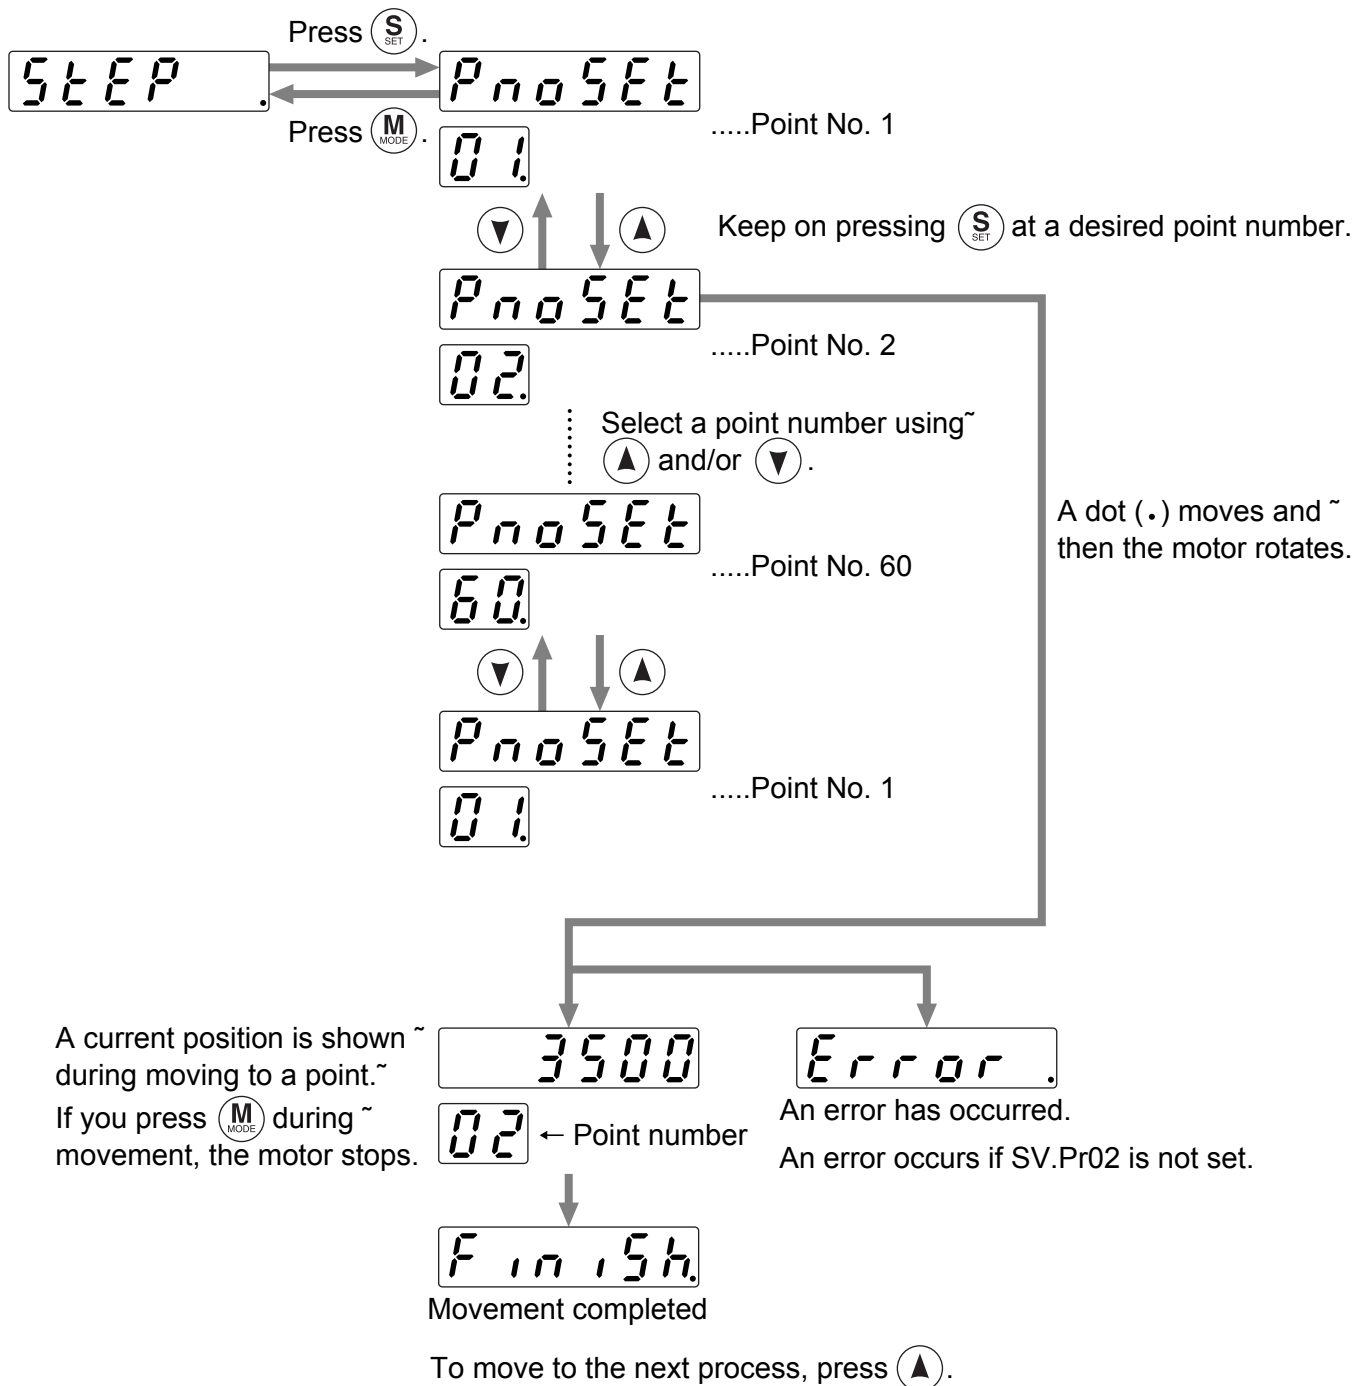 Press S SET .
StEP .
PnoSEt
Press M MODE .
.....Point No. 1
01.
Keep on pressing S SET at a desired point number.
PnoSEt
.....Point No. 2
02.
Select a point number using˜
and/or .
PnoSEt
A dot (.) moves and ˜
then the motor rotates.
.....Point No. 60
60.
PnoSEt
.....Point No. 1
01.
A current position is shown ˜
during moving to a point.˜
If you press M MODE during ˜
movement, the motor stops.
3500
02 ← Point number
Error .
An error has occurred.
An error occurs if SV.Pr02 is not set.
FiniSh.
Movement completed
To move to the next process, press .